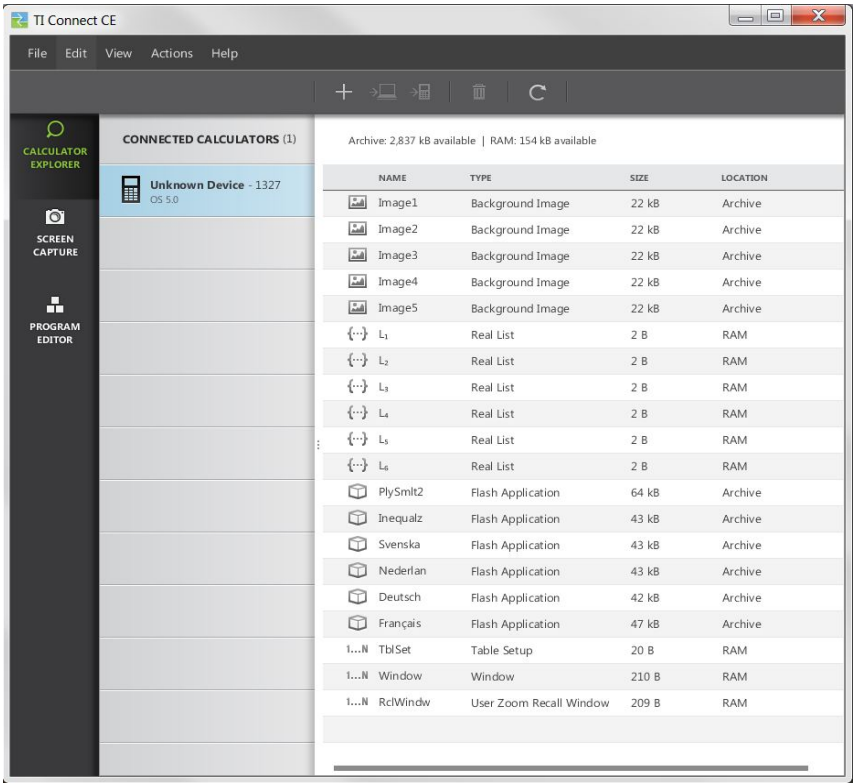 TI Connect CE
File Edit View Actions Help
CALCULATOR
EXPLORER
SCREEN
CAPTURE
PROGRAM
EDITOR
CONNECTED CALCULATORS (1)
Unknown Device - 1327
OS 5.0
Archive: 2,837 kB available | RAM: 154 kB available
NAME TYPE SIZE LOCATION
Image1 Background Image 22 kB Archive
Image2 Background Image 22 kB Archive
Image3 Background Image 22 kB Archive
Image4 Background Image 22 kB Archive
Image5 Background Image 22 kB Archive
{···} L₁ Real List 2 B RAM
{···} L₂ Real List 2 B RAM
{···} L₃ Real List 2 B RAM
{···} L₄ Real List 2 B RAM
{···} L₅ Real List 2 B RAM
{···} L₆ Real List 2 B RAM
PlySmlt2 Flash Application 64 kB Archive
Inequalz Flash Application 43 kB Archive
Svenska Flash Application 43 kB Archive
Nederlan Flash Application 43 kB Archive
Deutsch Flash Application 42 kB Archive
Français Flash Application 47 kB Archive
1...N TblSet Table Setup 20 B RAM
1...N Window Window 210 B RAM
1...N RclWindw User Zoom Recall Window 209 B RAM